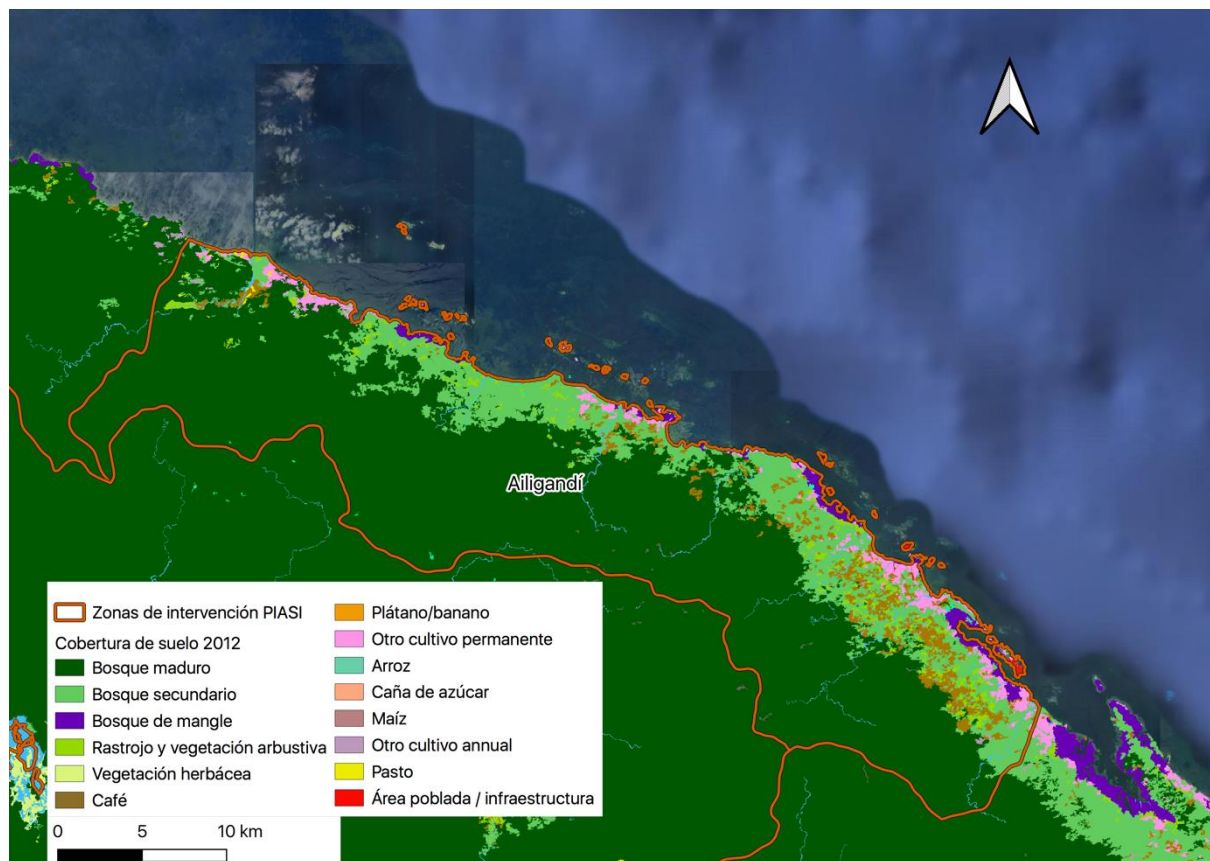 Ailigandí
Zonas de intervención PIASI
Cobertura de suelo 2012
Bosque maduro
Bosque secundario
Bosque de mangle
Rastrojo y vegetación arbustiva
Vegetación herbácea
Café
Plátano/banano
Otro cultivo permanente
Arroz
Caña de azúcar
Maíz
Otro cultivo annual
Pasto
Área poblada / infraestructura
0 5 10 km